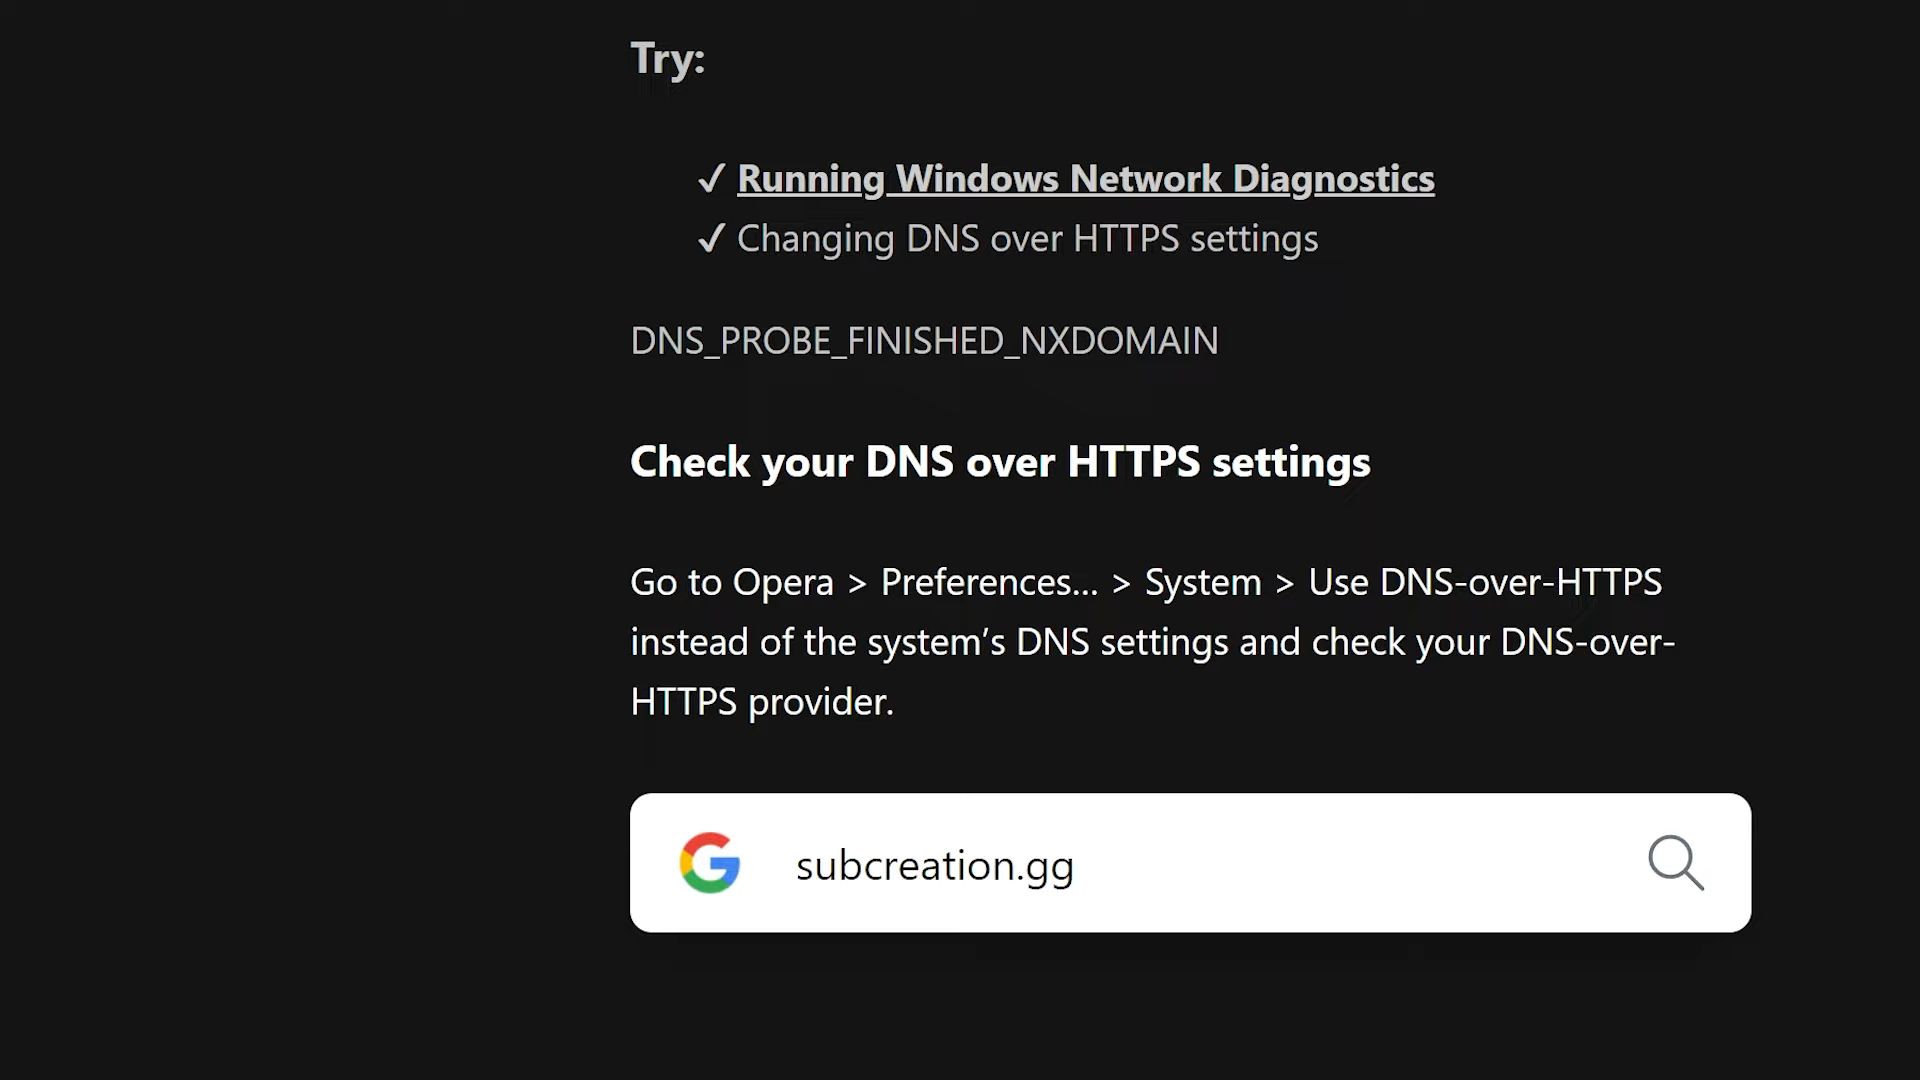 Try:
✓ Running Windows Network Diagnostics
✓ Changing DNS over HTTPS settings
DNS_PROBE_FINISHED_NXDOMAIN
Check your DNS over HTTPS settings
Go to Opera > Preferences... > System > Use DNS-over-HTTPS
instead of the system’s DNS settings and check your DNS-over-
HTTPS provider.
subcreation.gg